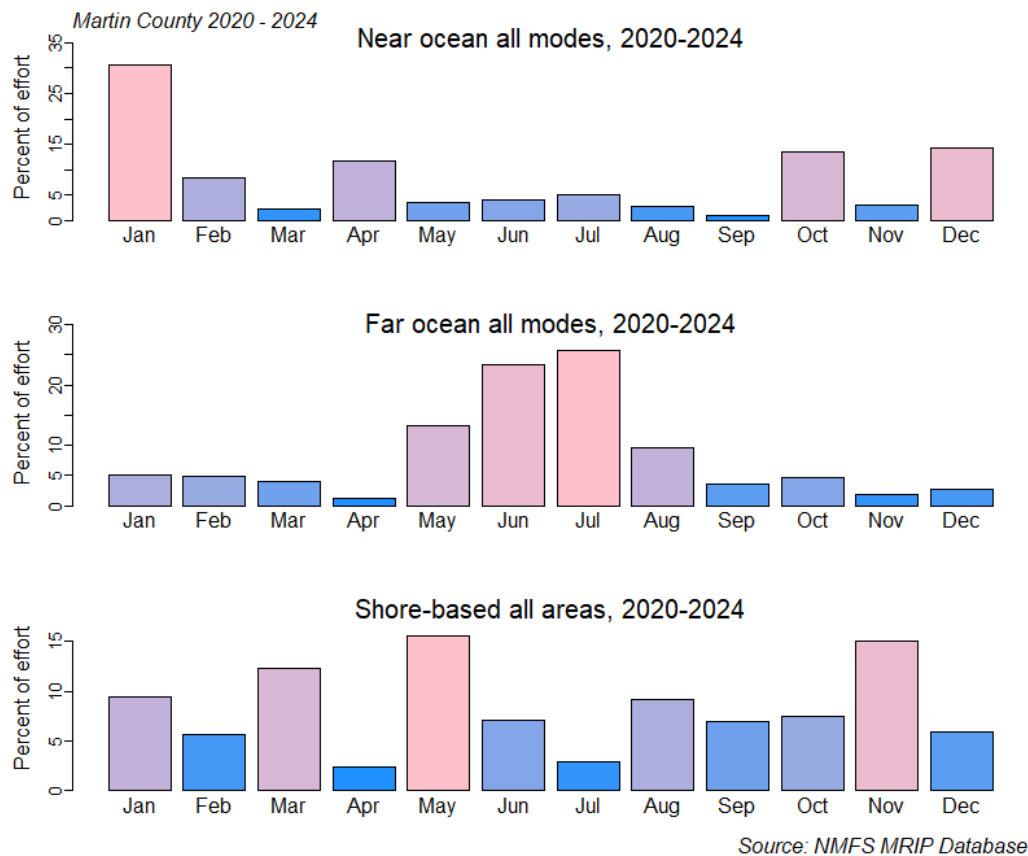 Martin County 2020 - 2024
Near ocean all modes, 2020-2024
Percent of effort
35
25
15
5
0
Jan Feb Mar Apr May Jun Jul Aug Sep Oct Nov Dec
Far ocean all modes, 2020-2024
Percent of effort
30
20
10
5
0
Jan Feb Mar Apr May Jun Jul Aug Sep Oct Nov Dec
Shore-based all areas, 2020-2024
Percent of effort
15
10
5
0
Jan Feb Mar Apr May Jun Jul Aug Sep Oct Nov Dec
Source: NMFS MRIP Database